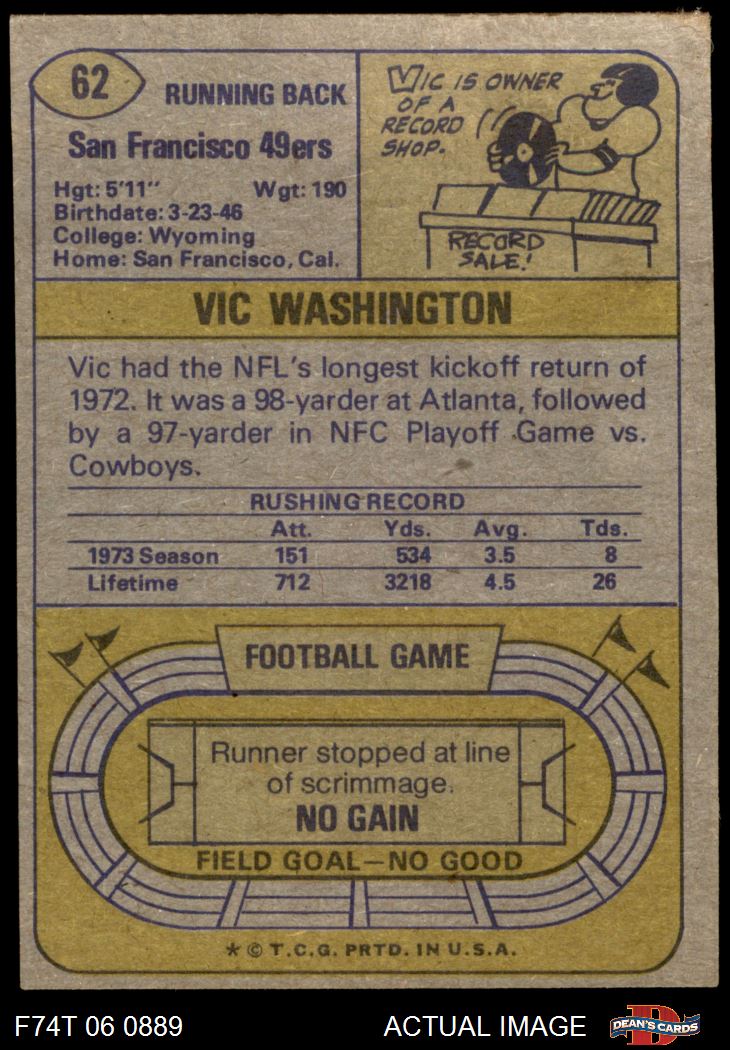 62
RUNNING BACK
San Francisco 49ers
Hgt: 5'11" Wgt: 190
Birthdate: 3-23-46
College: Wyoming
Home: San Francisco, Cal.
VIC IS OWNER
OF A
RECORD
SHOP.
RECORD
SALE!
VIC WASHINGTON
Vic had the NFL's longest kickoff return of
1972. It was a 98-yarder at Atlanta, followed
by a 97-yarder in NFC Playoff Game vs.
Cowboys.
RUSHING RECORD
Att. Yds. Avg. Tds.
1973 Season 151 534 3.5 8
Lifetime 712 3218 4.5 26
FOOTBALL GAME
Runner stopped at line
of scrimmage.
NO GAIN
FIELD GOAL—NO GOOD
* © T.C.G. PRTD. IN U.S.A.
F74T 06 0889 ACTUAL IMAGE
D
DEAN'S CARDS